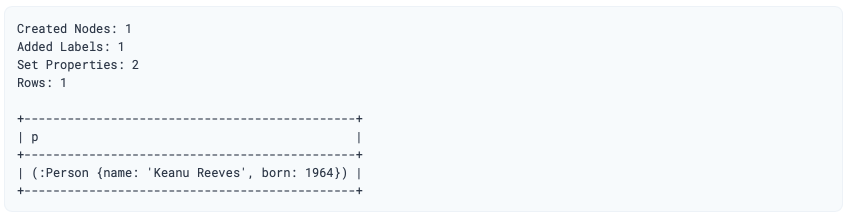 Created Nodes: 1
Added Labels: 1
Set Properties: 2
Rows: 1
+----------------------------------------------+
| p                                            |
+----------------------------------------------+
| (:Person {name: 'Keanu Reeves', born: 1964}) |
+----------------------------------------------+